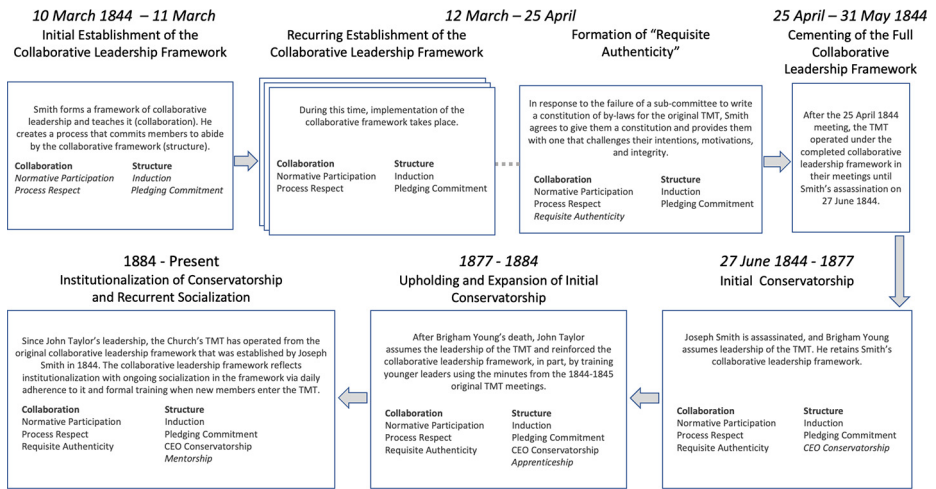 10 March 1844 – 11 March
Initial Establishment of the
Collaborative Leadership Framework
Smith forms a framework of collaborative
leadership and teaches it (collaboration). He
creates a process that commits members to abide
by the collaborative framework (structure).
Collaboration Structure
Normative Participation Induction
Process Respect Pledging Commitment
12 March – 25 April
Recurring Establishment of the
Collaborative Leadership Framework
During this time, implementation of the
collaborative framework takes place.
Collaboration Structure
Normative Participation Induction
Process Respect Pledging Commitment
Formation of “Requisite
Authenticity”
In response to the failure of a sub-committee to write
a constitution of by-laws for the original TMT, Smith
agrees to give them a constitution and provides them
with one that challenges their intentions, motivations,
and integrity.
Collaboration Structure
Normative Participation Induction
Process Respect Pledging Commitment
Requisite Authenticity
25 April – 31 May 1844
Cementing of the Full
Collaborative
Leadership Framework
After the 25 April 1844
meeting, the TMT
operated under the
completed collaborative
leadership framework in
their meetings until
Smith’s assassination on
27 June 1844.
27 June 1844 - 1877
Initial Conservatorship
Joseph Smith is assassinated, and Brigham Young
assumes leadership of the TMT. He retains Smith’s
collaborative leadership framework.
Collaboration Structure
Normative Participation Induction
Process Respect Pledging Commitment
Requisite Authenticity CEO Conservatorship
1877 - 1884
Upholding and Expansion of Initial
Conservatorship
After Brigham Young’s death, John Taylor
assumes the leadership of the TMT and reinforced the
collaborative leadership framework, in part, by training
younger leaders using the minutes from the 1844-1845
original TMT meetings.
Collaboration Structure
Normative Participation Induction
Process Respect Pledging Commitment
Requisite Authenticity CEO Conservatorship
Apprenticeship
1884 - Present
Institutionalization of Conservatorship
and Recurrent Socialization
Since John Taylor’s leadership, the Church’s TMT has operated from the
original collaborative leadership framework that was established by Joseph
Smith in 1844. The collaborative leadership framework reflects
institutionalization with ongoing socialization in the framework via daily
adherence to it and formal training when new members enter the TMT.
Collaboration Structure
Normative Participation Induction
Process Respect Pledging Commitment
Requisite Authenticity CEO Conservatorship
Mentorship